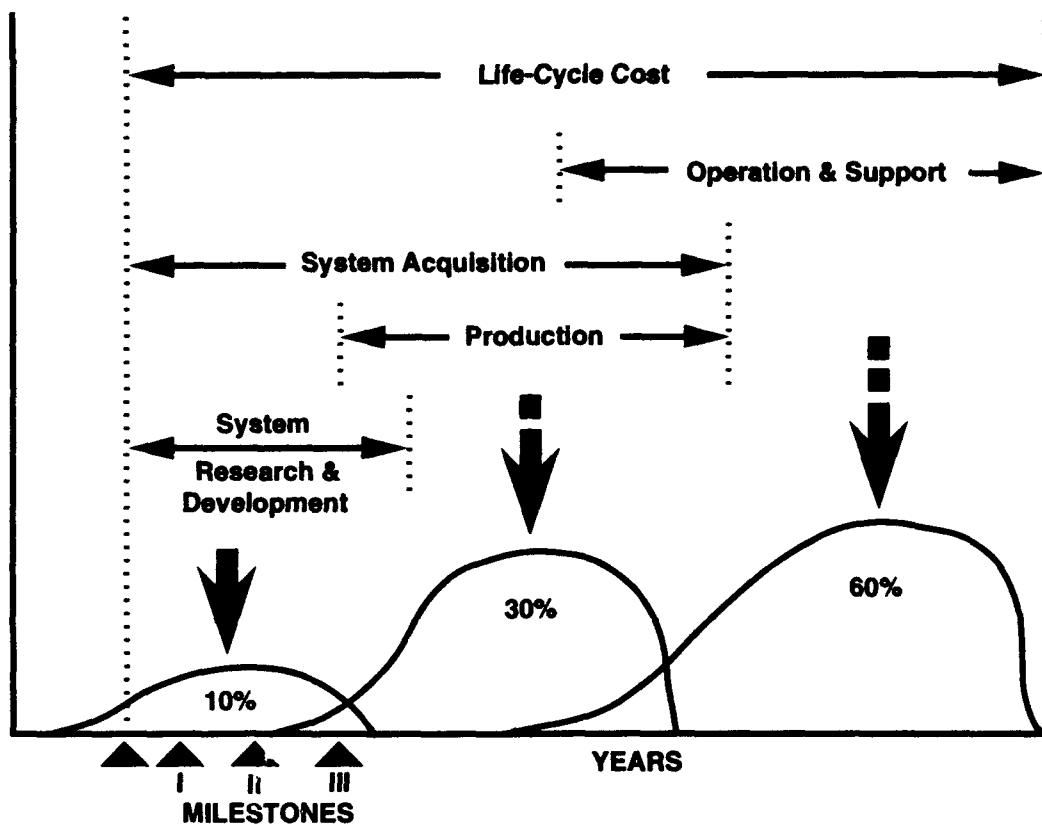 Life-Cycle Cost
Operation & Support
System Acquisition
Production
System
Research &
Development
10%
30%
60%
YEARS
I II III
MILESTONES